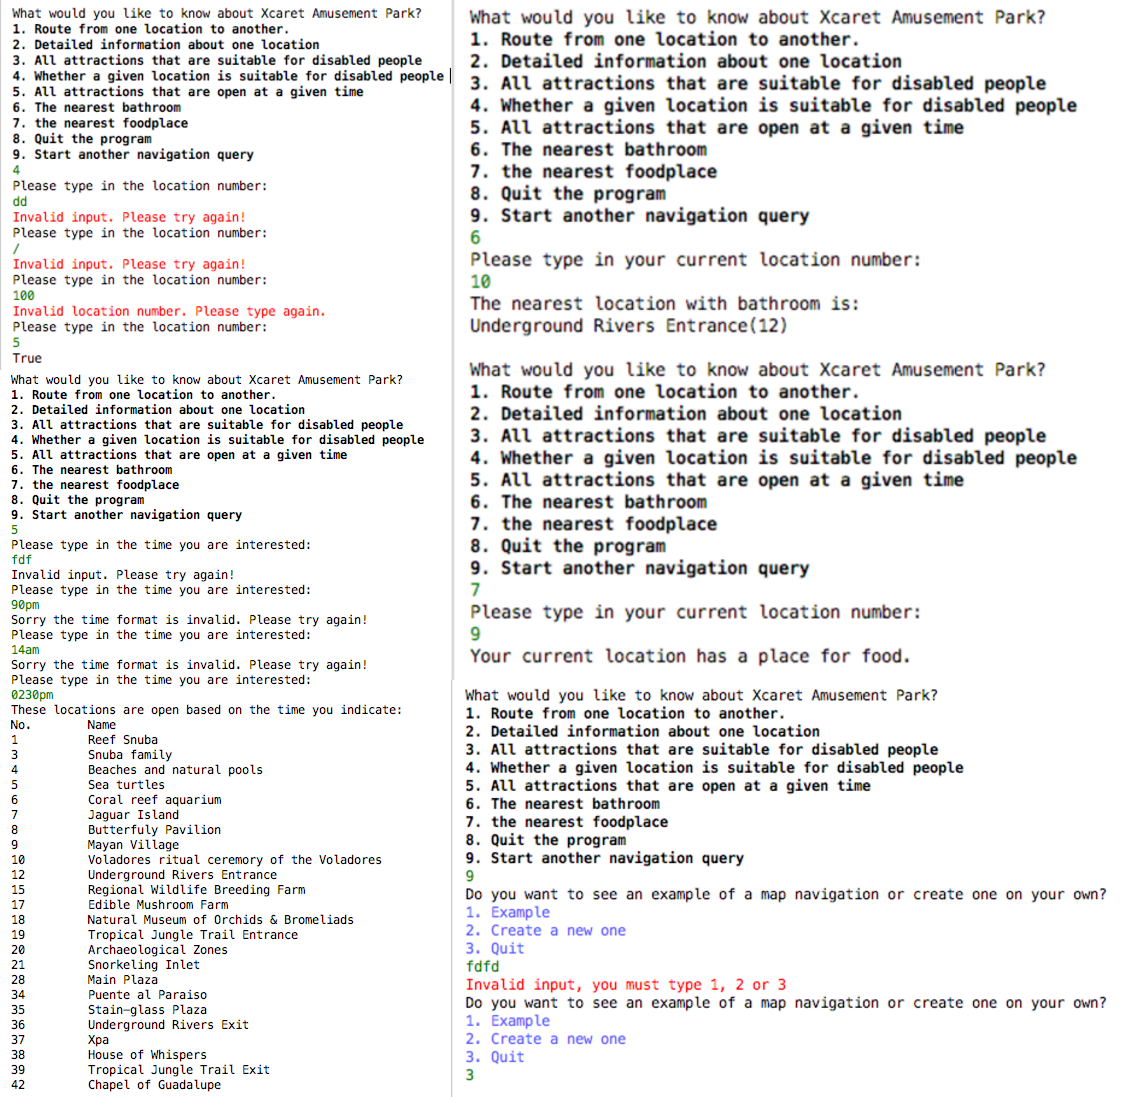 What would you like to know about Xcaret Amusement Park?
1. Route from one location to another.
2. Detailed information about one location
3. All attractions that are suitable for disabled people
4. Whether a given location is suitable for disabled people
5. All attractions that are open at a given time
6. The nearest bathroom
7. the nearest foodplace
8. Quit the program
9. Start another navigation query
4
Please type in the location number:
dd
Invalid input. Please try again!
Please type in the location number:
/
Invalid input. Please try again!
Please type in the location number:
100
Invalid location number. Please type again.
Please type in the location number:
5
True
What would you like to know about Xcaret Amusement Park?
1. Route from one location to another.
2. Detailed information about one location
3. All attractions that are suitable for disabled people
4. Whether a given location is suitable for disabled people
5. All attractions that are open at a given time
6. The nearest bathroom
7. the nearest foodplace
8. Quit the program
9. Start another navigation query
5
Please type in the time you are interested:
fdf
Invalid input. Please try again!
Please type in the time you are interested:
90pm
Sorry the time format is invalid. Please try again!
Please type in the time you are interested:
14am
Sorry the time format is invalid. Please try again!
Please type in the time you are interested:
0230pm
These locations are open based on the time you indicate:
No. Name
1 Reef Snuba
3 Snuba family
4 Beaches and natural pools
5 Sea turtles
6 Coral reef aquarium
7 Jaguar Island
8 Butterfuly Pavilion
9 Mayan Village
10 Voladores ritual ceremony of the Voladores
12 Underground Rivers Entrance
15 Regional Wildlife Breeding Farm
17 Edible Mushroom Farm
18 Natural Museum of Orchids & Bromeliads
19 Tropical Jungle Trail Entrance
20 Archaeological Zones
21 Snorkeling Inlet
28 Main Plaza
34 Puente al Paraiso
35 Stain-glass Plaza
36 Underground Rivers Exit
37 Xpa
38 House of Whispers
39 Tropical Jungle Trail Exit
42 Chapel of Guadalupe
What would you like to know about Xcaret Amusement Park?
1. Route from one location to another.
2. Detailed information about one location
3. All attractions that are suitable for disabled people
4. Whether a given location is suitable for disabled people
5. All attractions that are open at a given time
6. The nearest bathroom
7. the nearest foodplace
8. Quit the program
9. Start another navigation query
6
Please type in your current location number:
10
The nearest location with bathroom is:
Underground Rivers Entrance(12)
What would you like to know about Xcaret Amusement Park?
1. Route from one location to another.
2. Detailed information about one location
3. All attractions that are suitable for disabled people
4. Whether a given location is suitable for disabled people
5. All attractions that are open at a given time
6. The nearest bathroom
7. the nearest foodplace
8. Quit the program
9. Start another navigation query
7
Please type in your current location number:
9
Your current location has a place for food.
What would you like to know about Xcaret Amusement Park?
1. Route from one location to another.
2. Detailed information about one location
3. All attractions that are suitable for disabled people
4. Whether a given location is suitable for disabled people
5. All attractions that are open at a given time
6. The nearest bathroom
7. the nearest foodplace
8. Quit the program
9. Start another navigation query
9
Do you want to see an example of a map navigation or create one on your own?
1. Example
2. Create a new one
3. Quit
fdfd
Invalid input, you must type 1, 2 or 3
Do you want to see an example of a map navigation or create one on your own?
1. Example
2. Create a new one
3. Quit
3